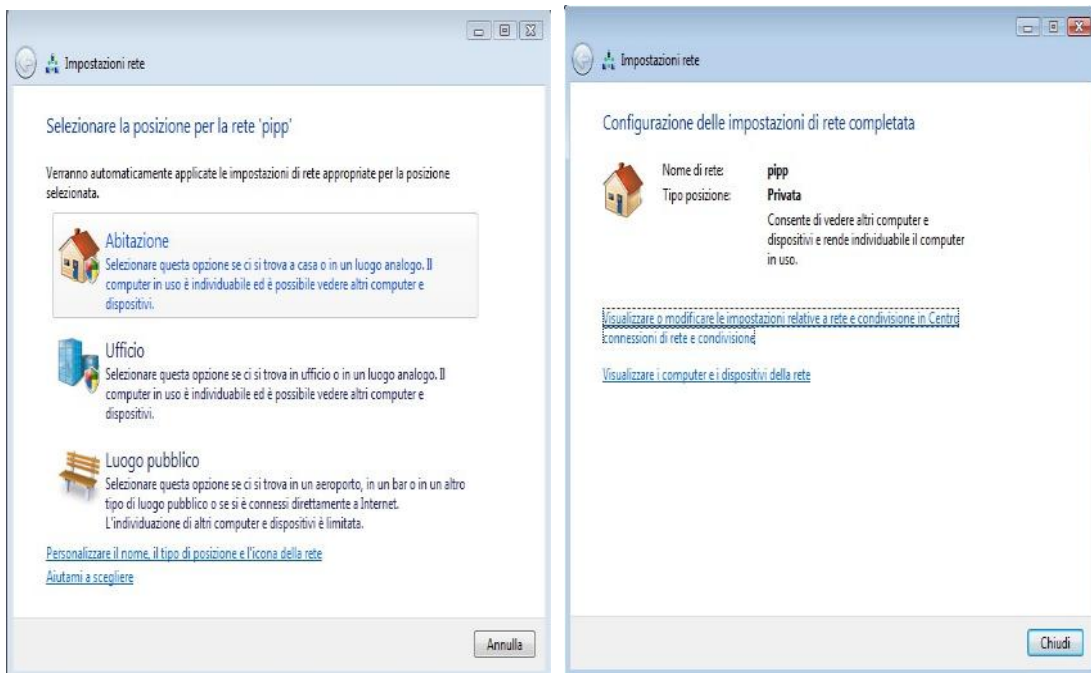 Impostazioni rete
Selezionare la posizione per la rete 'pipp'
Verranno automaticamente applicate le impostazioni di rete appropriate per la posizione
selezionata.
Abitazione
Selezionare questa opzione se ci si trova a casa o in un luogo analogo. Il
computer in uso è individuabile ed è possibile vedere altri computer e
dispositivi.
Ufficio
Selezionare questa opzione se ci si trova in ufficio o in un luogo analogo. Il
computer in uso è individuabile ed è possibile vedere altri computer e
dispositivi.
Luogo pubblico
Selezionare questa opzione se ci si trova in un aeroporto, in un bar o in un altro
tipo di luogo pubblico o se si è connessi direttamente a Internet.
L'individuazione di altri computer e dispositivi è limitata.
Personalizzare il nome, il tipo di posizione e l'icona della rete
Aiutami a scegliere
Annulla
Impostazioni rete
Configurazione delle impostazioni di rete completata
Nome di rete: pipp
Tipo posizione: Privata
Consente di vedere altri computer e
dispositivi e rende individuabile il computer
in uso.
Visualizzare o modificare le impostazioni relative a rete e condivisione in Centro
connessioni di rete e condivisione
Visualizzare i computer e i dispositivi della rete
Chiudi